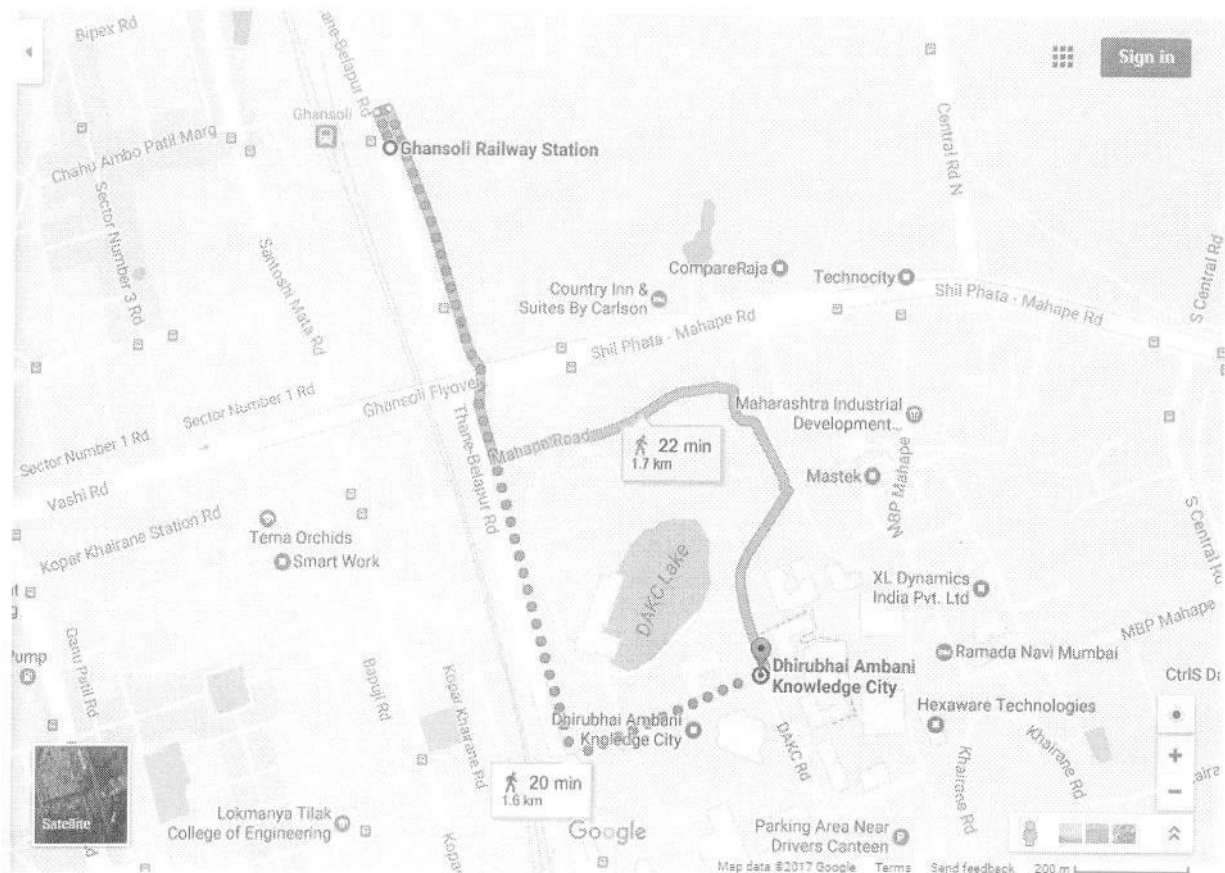 Bipex Rd
Thane-Belapur Rd
Sign in
Ghansoli
Chahu Ambo Patil Marg
Ghansoli Railway Station
Central Rd N
Sector Number 3 Rd
Santoshi Mata Rd
CompareRaja
Technocity
S Central Rd
Country Inn &
Suites By Carlson
Shil Phata - Mahape Rd
Shil Phata - Mahape Rd
Ghansoli Flyover
Sector Number 1 Rd
Sector Number 1 Rd
Thane-Belapur Rd
Mahape Road
22 min
1.7 km
Maharashtra Industrial
Development...
Mastek
MBP Mahape
Vashi Rd
Kopar Khairane Station Rd
Terna Orchids
Smart Work
DAKC Lake
XL Dynamics
India Pvt. Ltd
S Central Rd
MBP Mahape
Ramada Navi Mumbai
Pump
Ganu Patil Rd
Bapuji Rd
Kopar Khairane Rd
Dhirubhai Ambani
Knowledge City
CtrlS Da
Dhirubhai Ambani
Knoledge City
DAKC Rd
Hexaware Technologies
Khairane Rd
Khairane Rd
20 min
1.6 km
Satellite
Lokmanya Tilak
College of Engineering
Kopar
Google
Parking Area Near
Drivers Canteen
Map data ©2017 Google Terms Send feedback 200 m